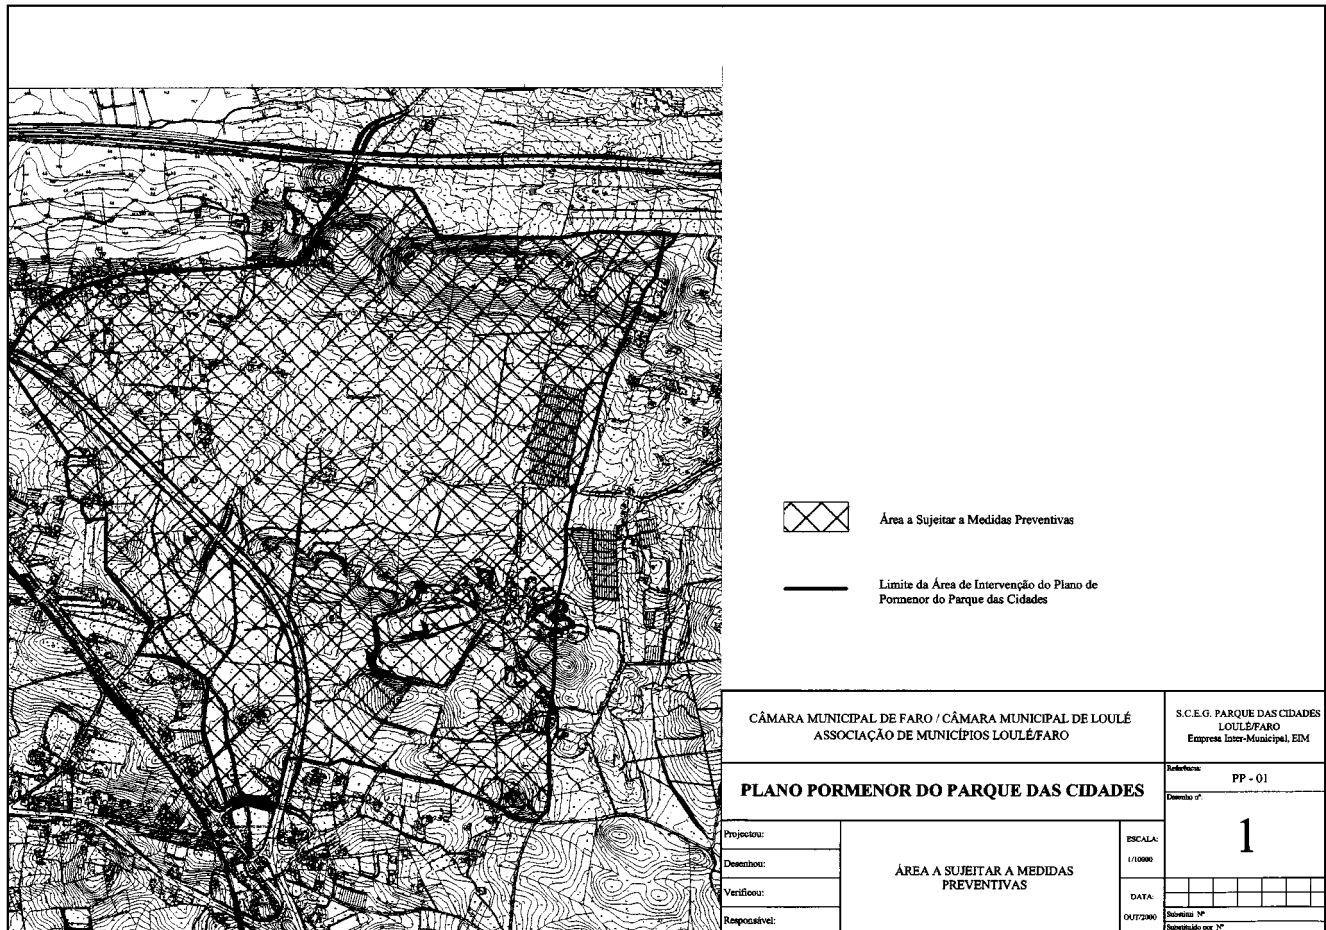 Área a Sujeitar a Medidas Preventivas
Limite da Área de Intervenção do Plano de
Pormenor do Parque das Cidades
CÂMARA MUNICIPAL DE FARO / CÂMARA MUNICIPAL DE LOULÉ
ASSOCIAÇÃO DE MUNICÍPIOS LOULÉ/FARO
S.C.E.G. PARQUE DAS CIDADES
LOULÉ/FARO
Empresa Inter-Municipal, EIM
PLANO PORMENOR DO PARQUE DAS CIDADES
Referência:
PP - 01
Desenho nº.
1
Projectou:
Desenhou:
Verificou:
Responsável:
ÁREA A SUJEITAR A MEDIDAS
PREVENTIVAS
ESCALA:
1/10000
DATA:
OUT/2000
Substitui Nº
Substituido por Nº